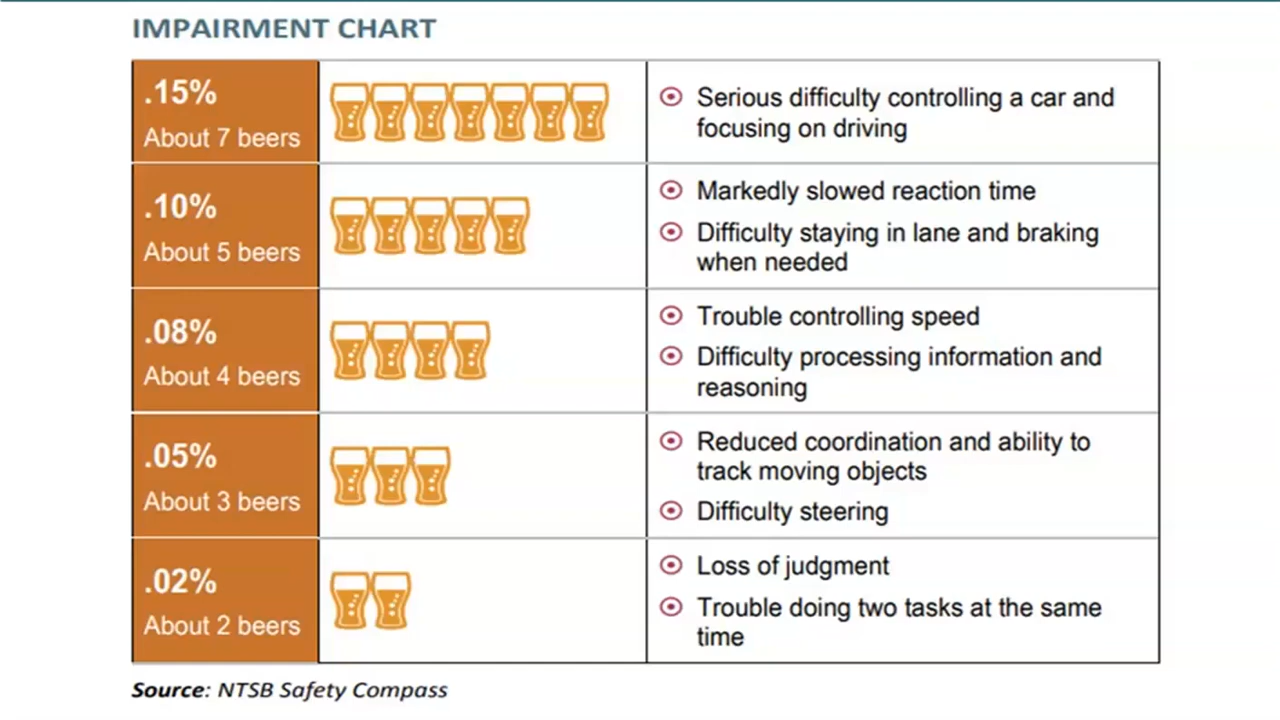 IMPAIRMENT CHART
.15%
About 7 beers
Serious difficulty controlling a car and
focusing on driving
.10%
About 5 beers
Markedly slowed reaction time
Difficulty staying in lane and braking
when needed
.08%
About 4 beers
Trouble controlling speed
Difficulty processing information and
reasoning
.05%
About 3 beers
Reduced coordination and ability to
track moving objects
Difficulty steering
.02%
About 2 beers
Loss of judgment
Trouble doing two tasks at the same
time
Source: NTSB Safety Compass